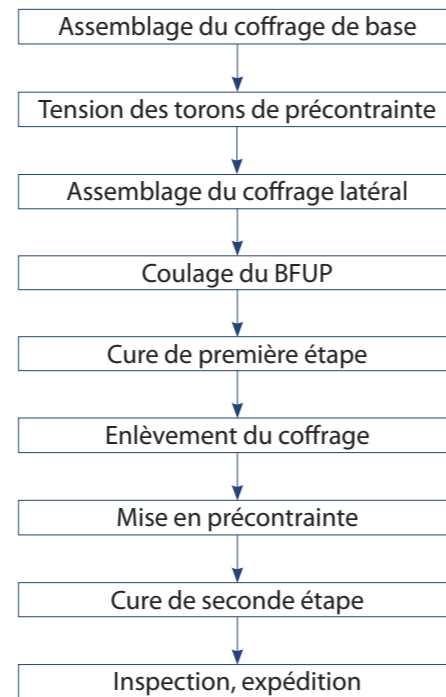 Assemblage du coffrage de base
Tension des torons de précontrainte
Assemblage du coffrage latéral
Coulage du BFUP
Cure de première étape
Enlèvement du coffrage
Mise en précontrainte
Cure de seconde étape
Inspection, expédition